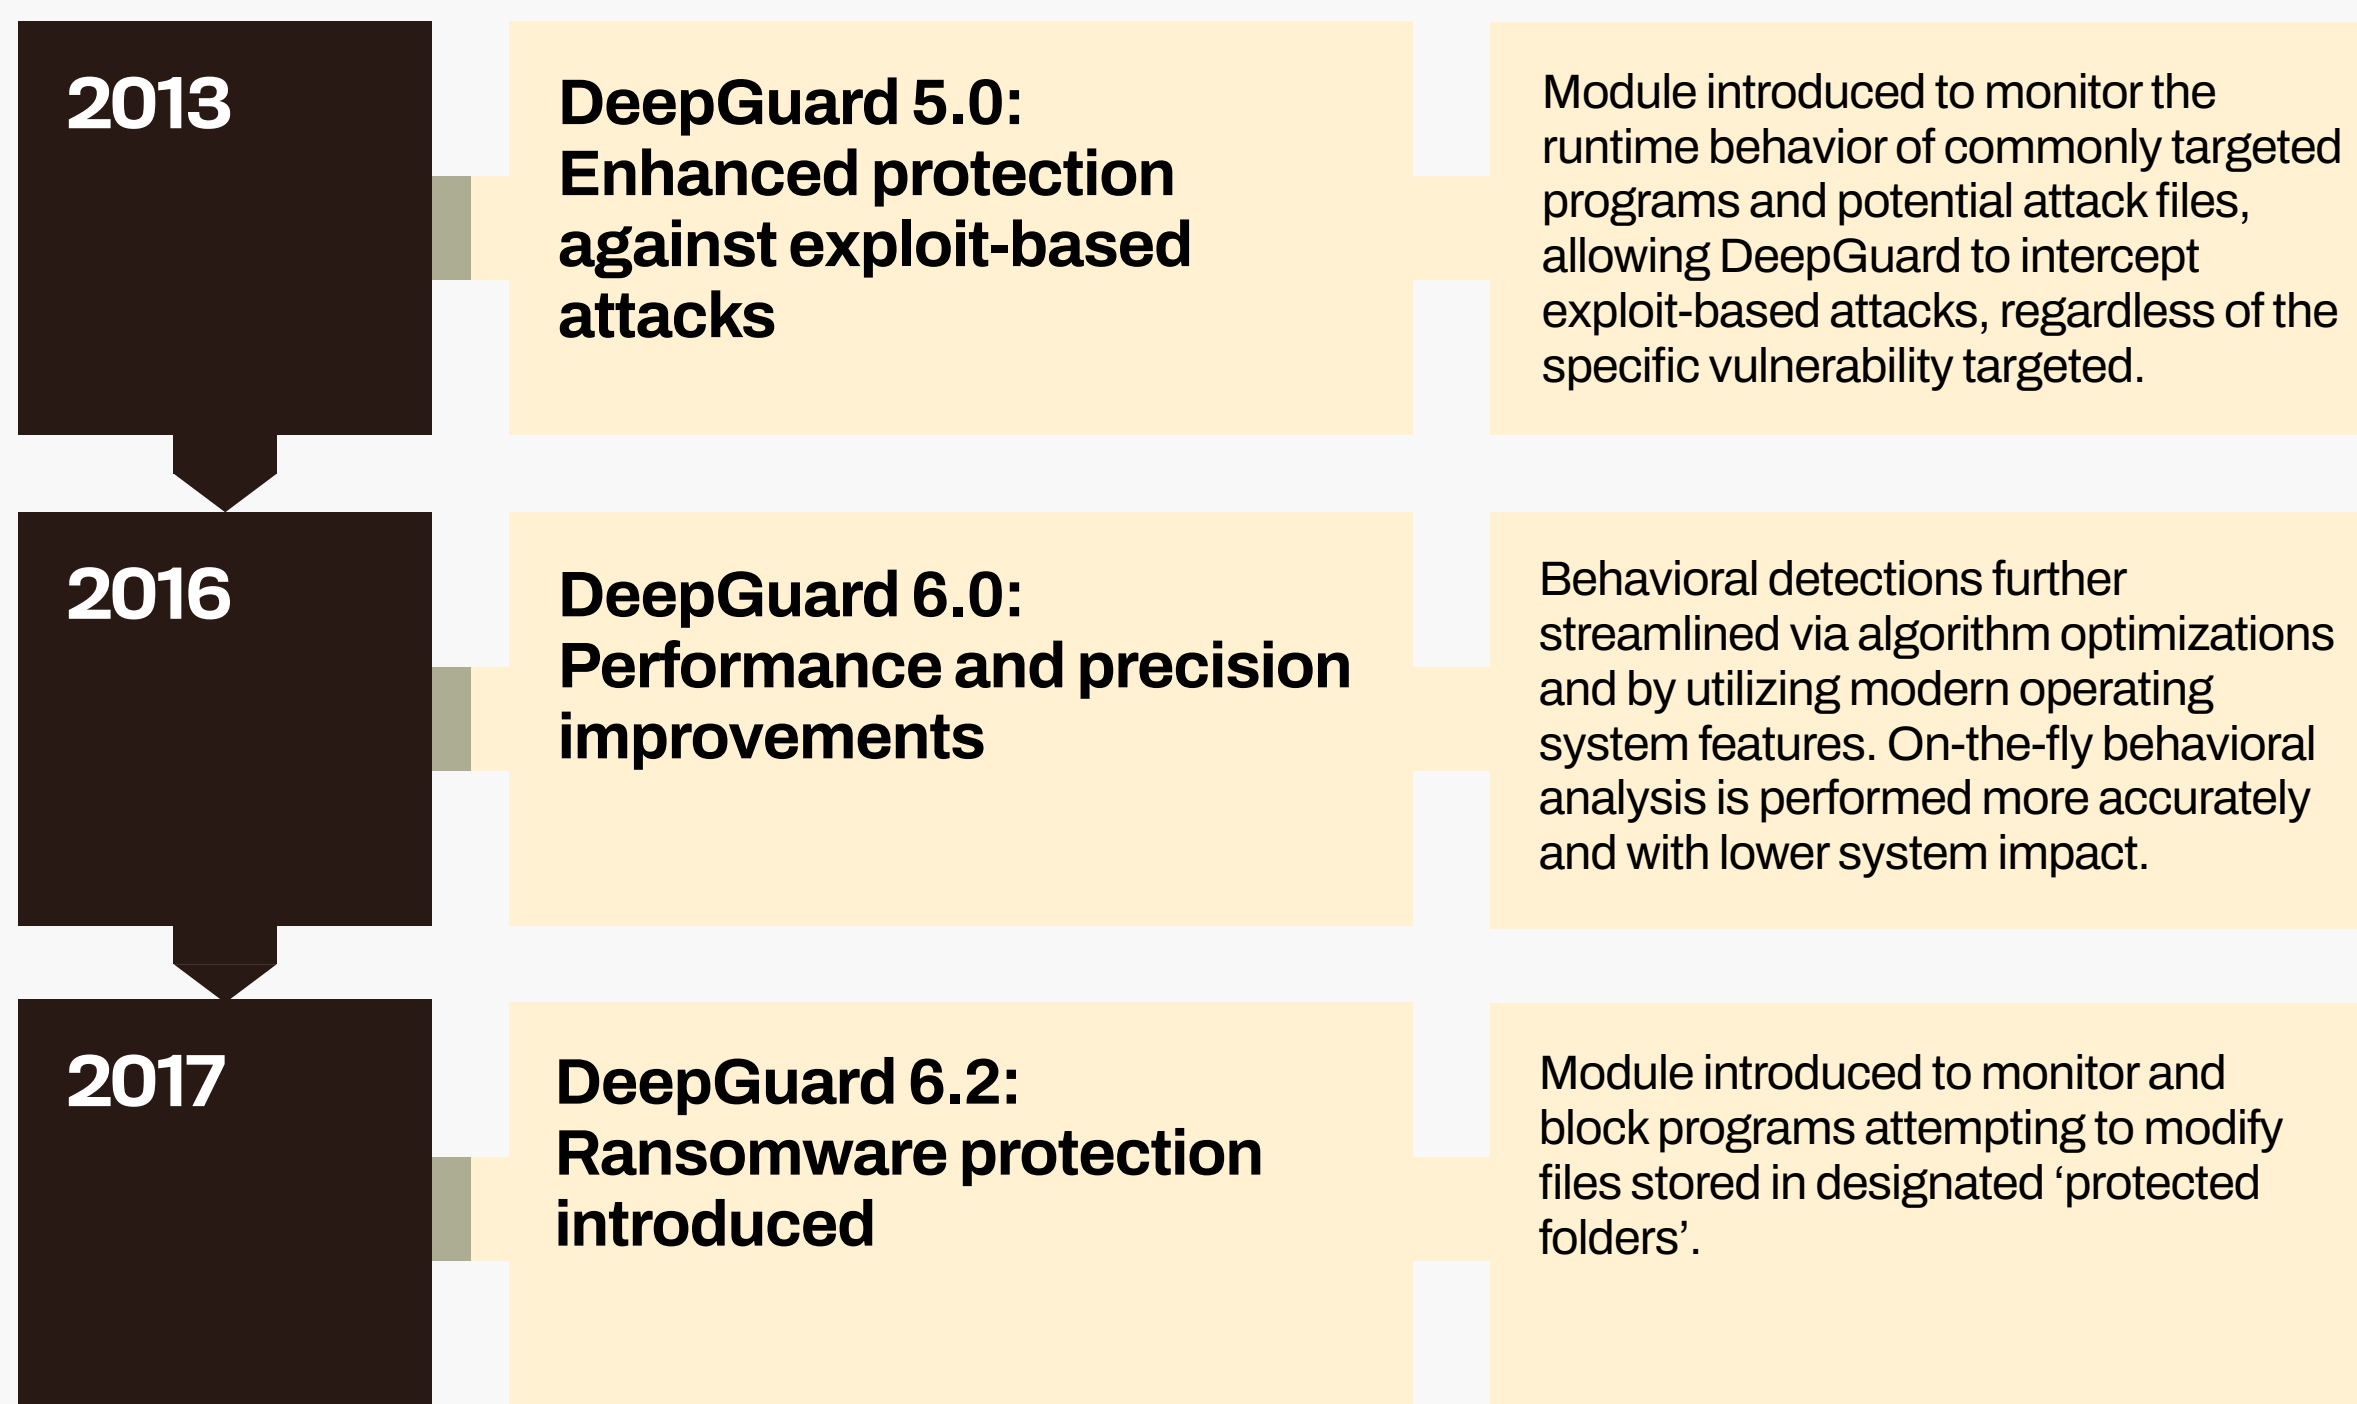 2013
DeepGuard 5.0:
Enhanced protection
against exploit-based
attacks
Module introduced to monitor the
runtime behavior of commonly targeted
programs and potential attack files,
allowing DeepGuard to intercept
exploit-based attacks, regardless of the
specific vulnerability targeted.
2016
DeepGuard 6.0:
Performance and precision
improvements
Behavioral detections further
streamlined via algorithm optimizations
and by utilizing modern operating
system features. On-the-fly behavioral
analysis is performed more accurately
and with lower system impact.
2017
DeepGuard 6.2:
Ransomware protection
introduced
Module introduced to monitor and
block programs attempting to modify
files stored in designated ‘protected
folders’.